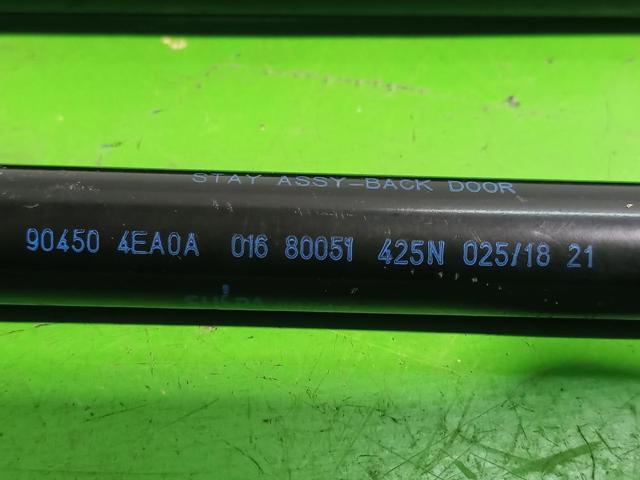 STAY ASSY-BACK DOOR
90450 4EA0A 016 80051 425N 025/18 21